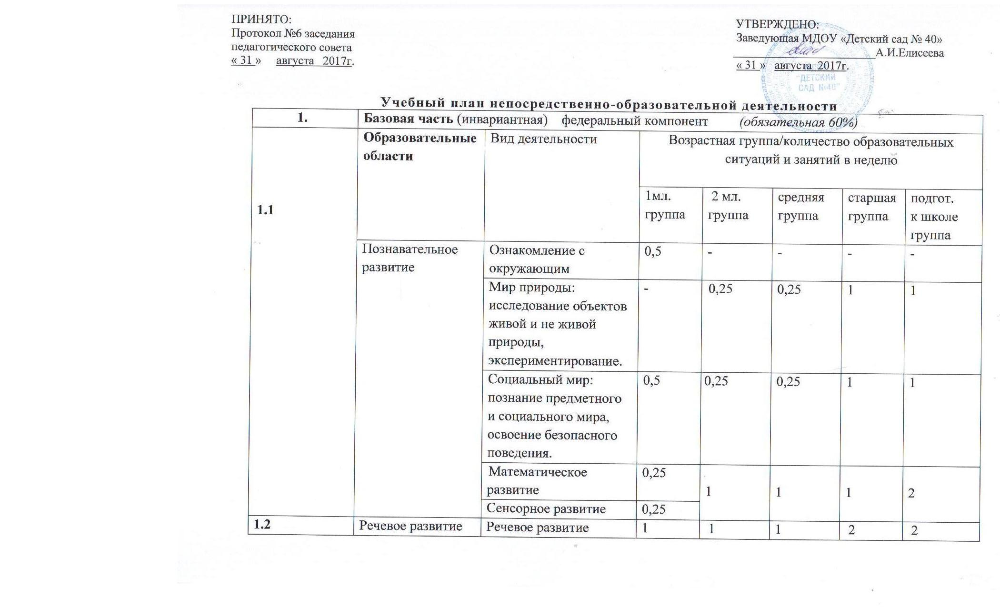 ПРИНЯТО:
Протокол №6 заседания
педагогического совета
« 31 » августа 2017г.
УТВЕРЖДЕНО:
Заведующая МДОУ «Детский сад № 40»
А.И.Елисеева
« 31 » августа 2017г.
"ДЕТСКИЙ
САД №40"
Учебный план непосредственно-образовательной деятельности
1. Базовая часть (инвариантная) федеральный компонент (обязательная 60%)
1.1
Образовательные
области
Вид деятельности
Возрастная группа/количество образовательных
ситуаций и занятий в неделю
1мл.
группа
2 мл.
группа
средняя
группа
старшая
группа
подгот.
к школе
группа
Познавательное
развитие
Ознакомление с
окружающим
0,5 - - - -
Мир природы:
исследование объектов
живой и не живой
природы,
экспериментирование.
- 0,25 0,25 1 1
Социальный мир:
познание предметного
и социального мира,
освоение безопасного
поведения.
0,5 0,25 0,25 1 1
Математическое
развитие
0,25
1 1 1 2
Сенсорное развитие 0,25
1.2 Речевое развитие Речевое развитие 1 1 1 2 2